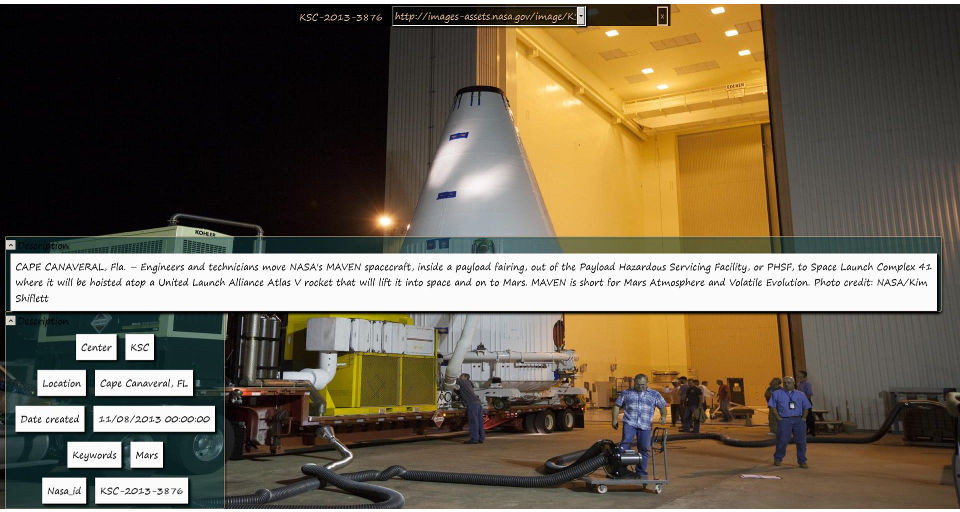 KSC-2013-3876
http://images-assets.nasa.gov/image/KS
x
KOHLER
Description
CAPE CANAVERAL, Fla. – Engineers and technicians move NASA's MAVEN spacecraft, inside a payload fairing, out of the Payload Hazardous Servicing Facility, or PHSF, to Space Launch Complex 41
where it will be hoisted atop a United Launch Alliance Atlas V rocket that will lift it into space and on to Mars. MAVEN is short for Mars Atmosphere and Volatile Evolution. Photo credit: NASA/Kim
Shiflett
Description
Center KSC
Location Cape Canaveral, FL
Date created 11/08/2013 00:00:00
Keywords Mars
Nasa_id KSC-2013-3876